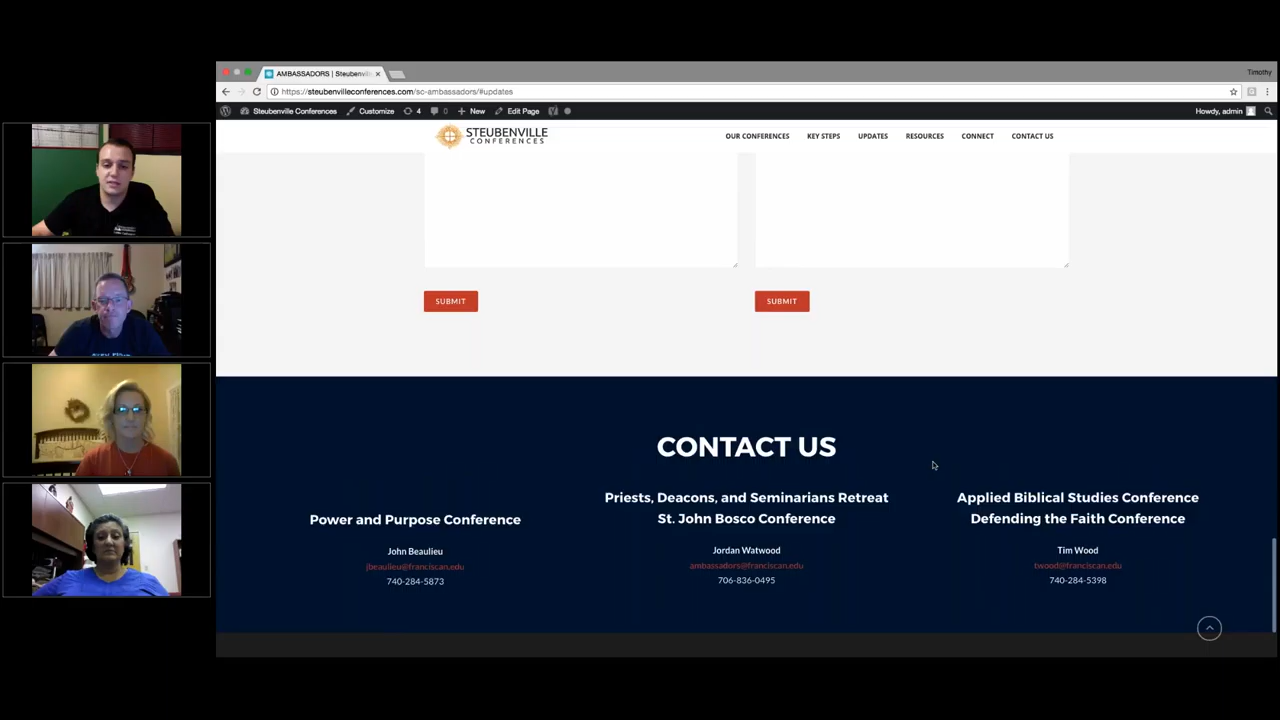 AMBASSADORS | Steubenvill
Timothy
https://steubenvilleconferences.com/sc-ambassadors/#updates
Steubenville Conferences Customize 4 0 New Edit Page Howdy, admin
STEUBENVILLE
CONFERENCES
OUR CONFERENCES KEY STEPS UPDATES RESOURCES CONNECT CONTACT US
SUBMIT SUBMIT
CONTACT US
Power and Purpose Conference
John Beaulieu
jbeaulieu@franciscan.edu
740-284-5873
Priests, Deacons, and Seminarians Retreat
St. John Bosco Conference
Jordan Watwood
ambassadors@franciscan.edu
706-836-0495
Applied Biblical Studies Conference
Defending the Faith Conference
Tim Wood
twood@franciscan.edu
740-284-5398